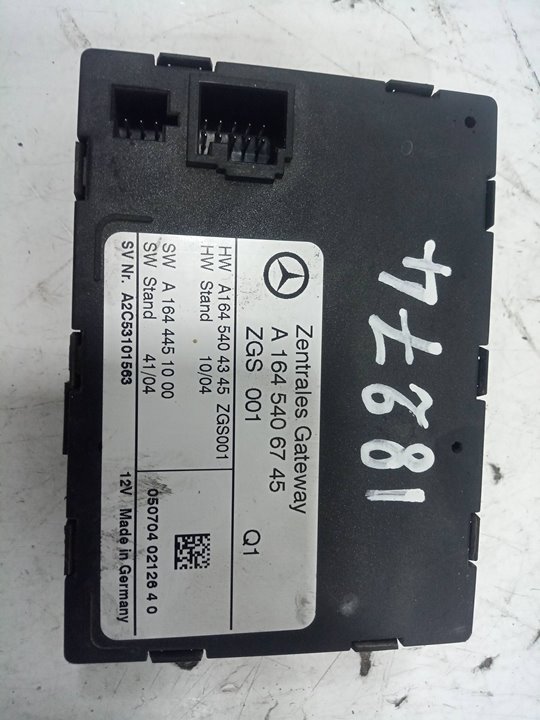 Zentrales Gateway
A 164 540 67 45 Q1
ZGS 001
HW A164 540 43 45 ZGS001
HW Stand 10/04
SW A 164 445 10 00
SW Stand 41/04
050704 02126 4 0
SV Nr. A2C53101563 12V Made in Germany
18274